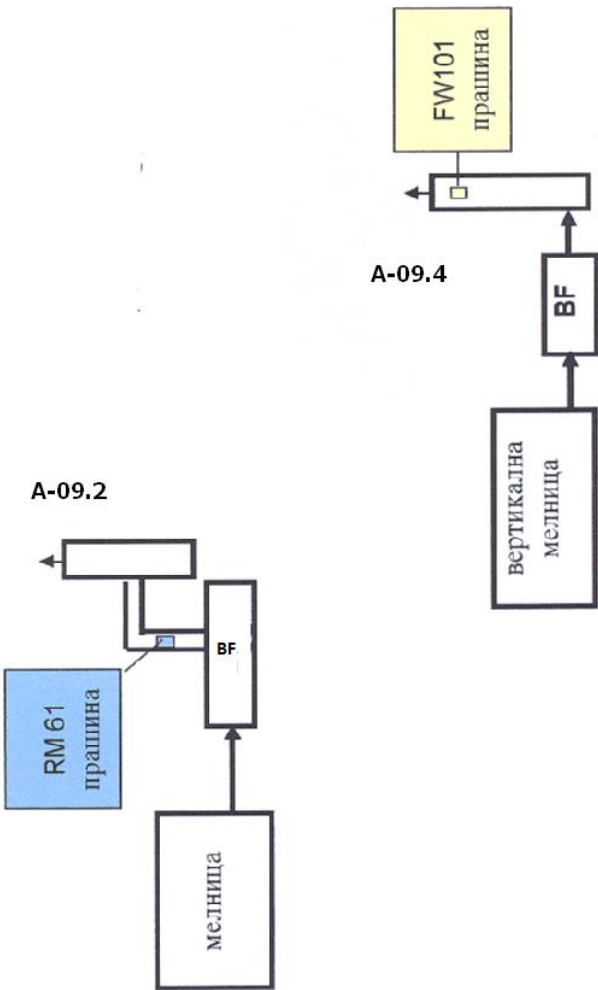 FW101
прашина
A-09.4
BF
вертикална
мелница
A-09.2
RM 61
прашина
BF
мелница